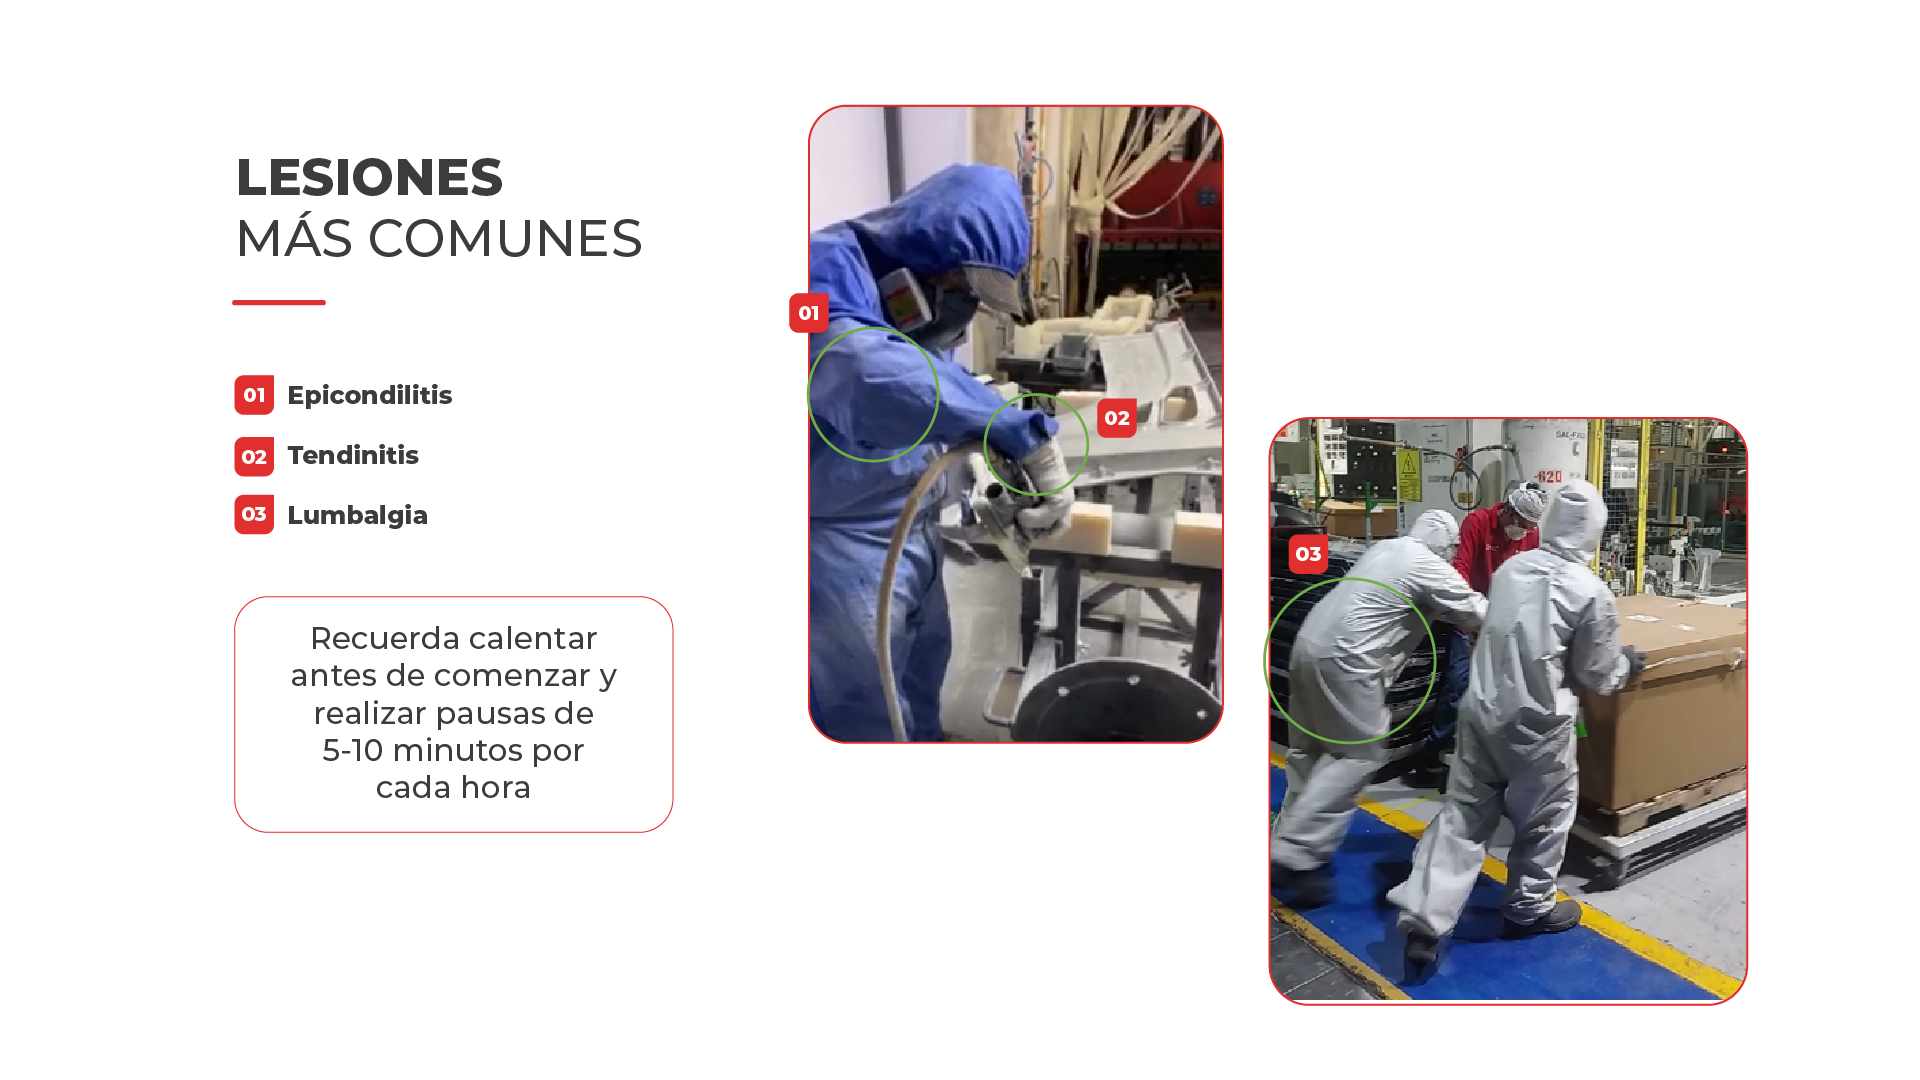 LESIONES
MÁS COMUNES
01 Epicondilitis
02 Tendinitis
03 Lumbalgia
Recuerda calentar
antes de comenzar y
realizar pausas de
5-10 minutos por
cada hora
01
02
03
620